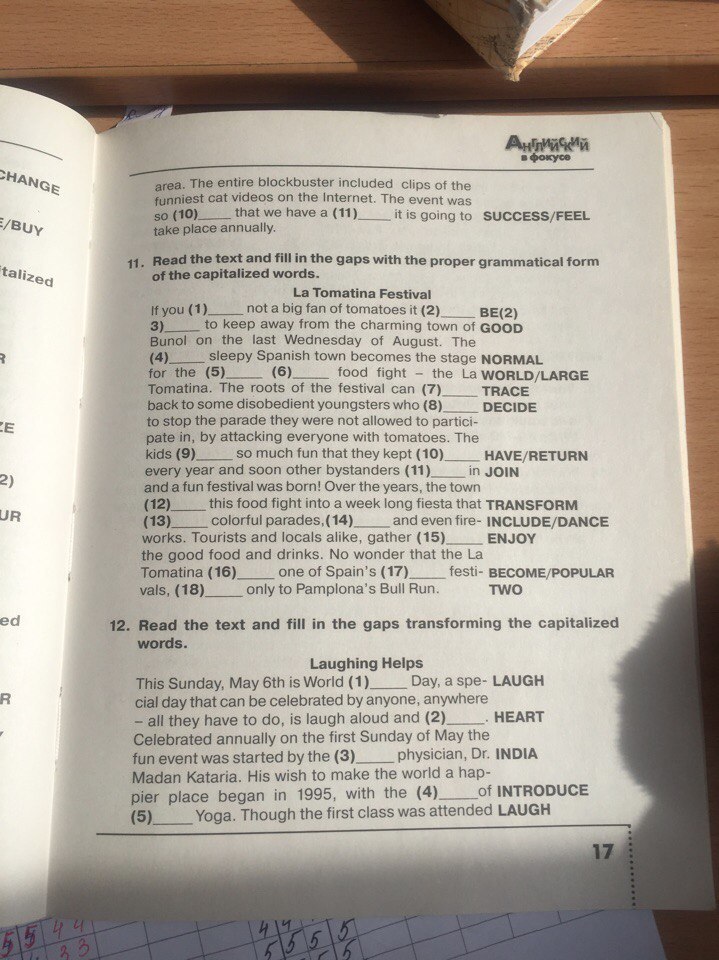 CHANGE
E/BUY
italized
R
ZE
2)
UR
ed
R
Английский
в фокусе
area. The entire blockbuster included clips of the
funniest cat videos on the Internet. The event was
so (10)____ that we have a (11)____ it is going to SUCCESS/FEEL
take place annually.
11. Read the text and fill in the gaps with the proper grammatical form
of the capitalized words.
La Tomatina Festival
If you (1)____ not a big fan of tomatoes it (2)____ BE(2)
3)____ to keep away from the charming town of GOOD
Bunol on the last Wednesday of August. The
(4)____ sleepy Spanish town becomes the stage NORMAL
for the (5)____ (6)____ food fight – the La WORLD/LARGE
Tomatina. The roots of the festival can (7)____ TRACE
back to some disobedient youngsters who (8)____ DECIDE
to stop the parade they were not allowed to partici-
pate in, by attacking everyone with tomatoes. The
kids (9)____ so much fun that they kept (10)____ HAVE/RETURN
every year and soon other bystanders (11)____ in JOIN
and a fun festival was born! Over the years, the town
(12)____ this food fight into a week long fiesta that TRANSFORM
(13)____ colorful parades,(14)____ and even fire- INCLUDE/DANCE
works. Tourists and locals alike, gather (15)____ ENJOY
the good food and drinks. No wonder that the La
Tomatina (16)____ one of Spain's (17)____ festi- BECOME/POPULAR
vals, (18)____ only to Pamplona's Bull Run. TWO
12. Read the text and fill in the gaps transforming the capitalized
words.
Laughing Helps
This Sunday, May 6th is World (1)____ Day, a spe- LAUGH
cial day that can be celebrated by anyone, anywhere
– all they have to do, is laugh aloud and (2)____. HEART
Celebrated annually on the first Sunday of May the
fun event was started by the (3)____ physician, Dr. INDIA
Madan Kataria. His wish to make the world a hap-
pier place began in 1995, with the (4)____of INTRODUCE
(5)____ Yoga. Though the first class was attended LAUGH
17
5 5 4 4 4 4 5
3 3 5 5 5 5